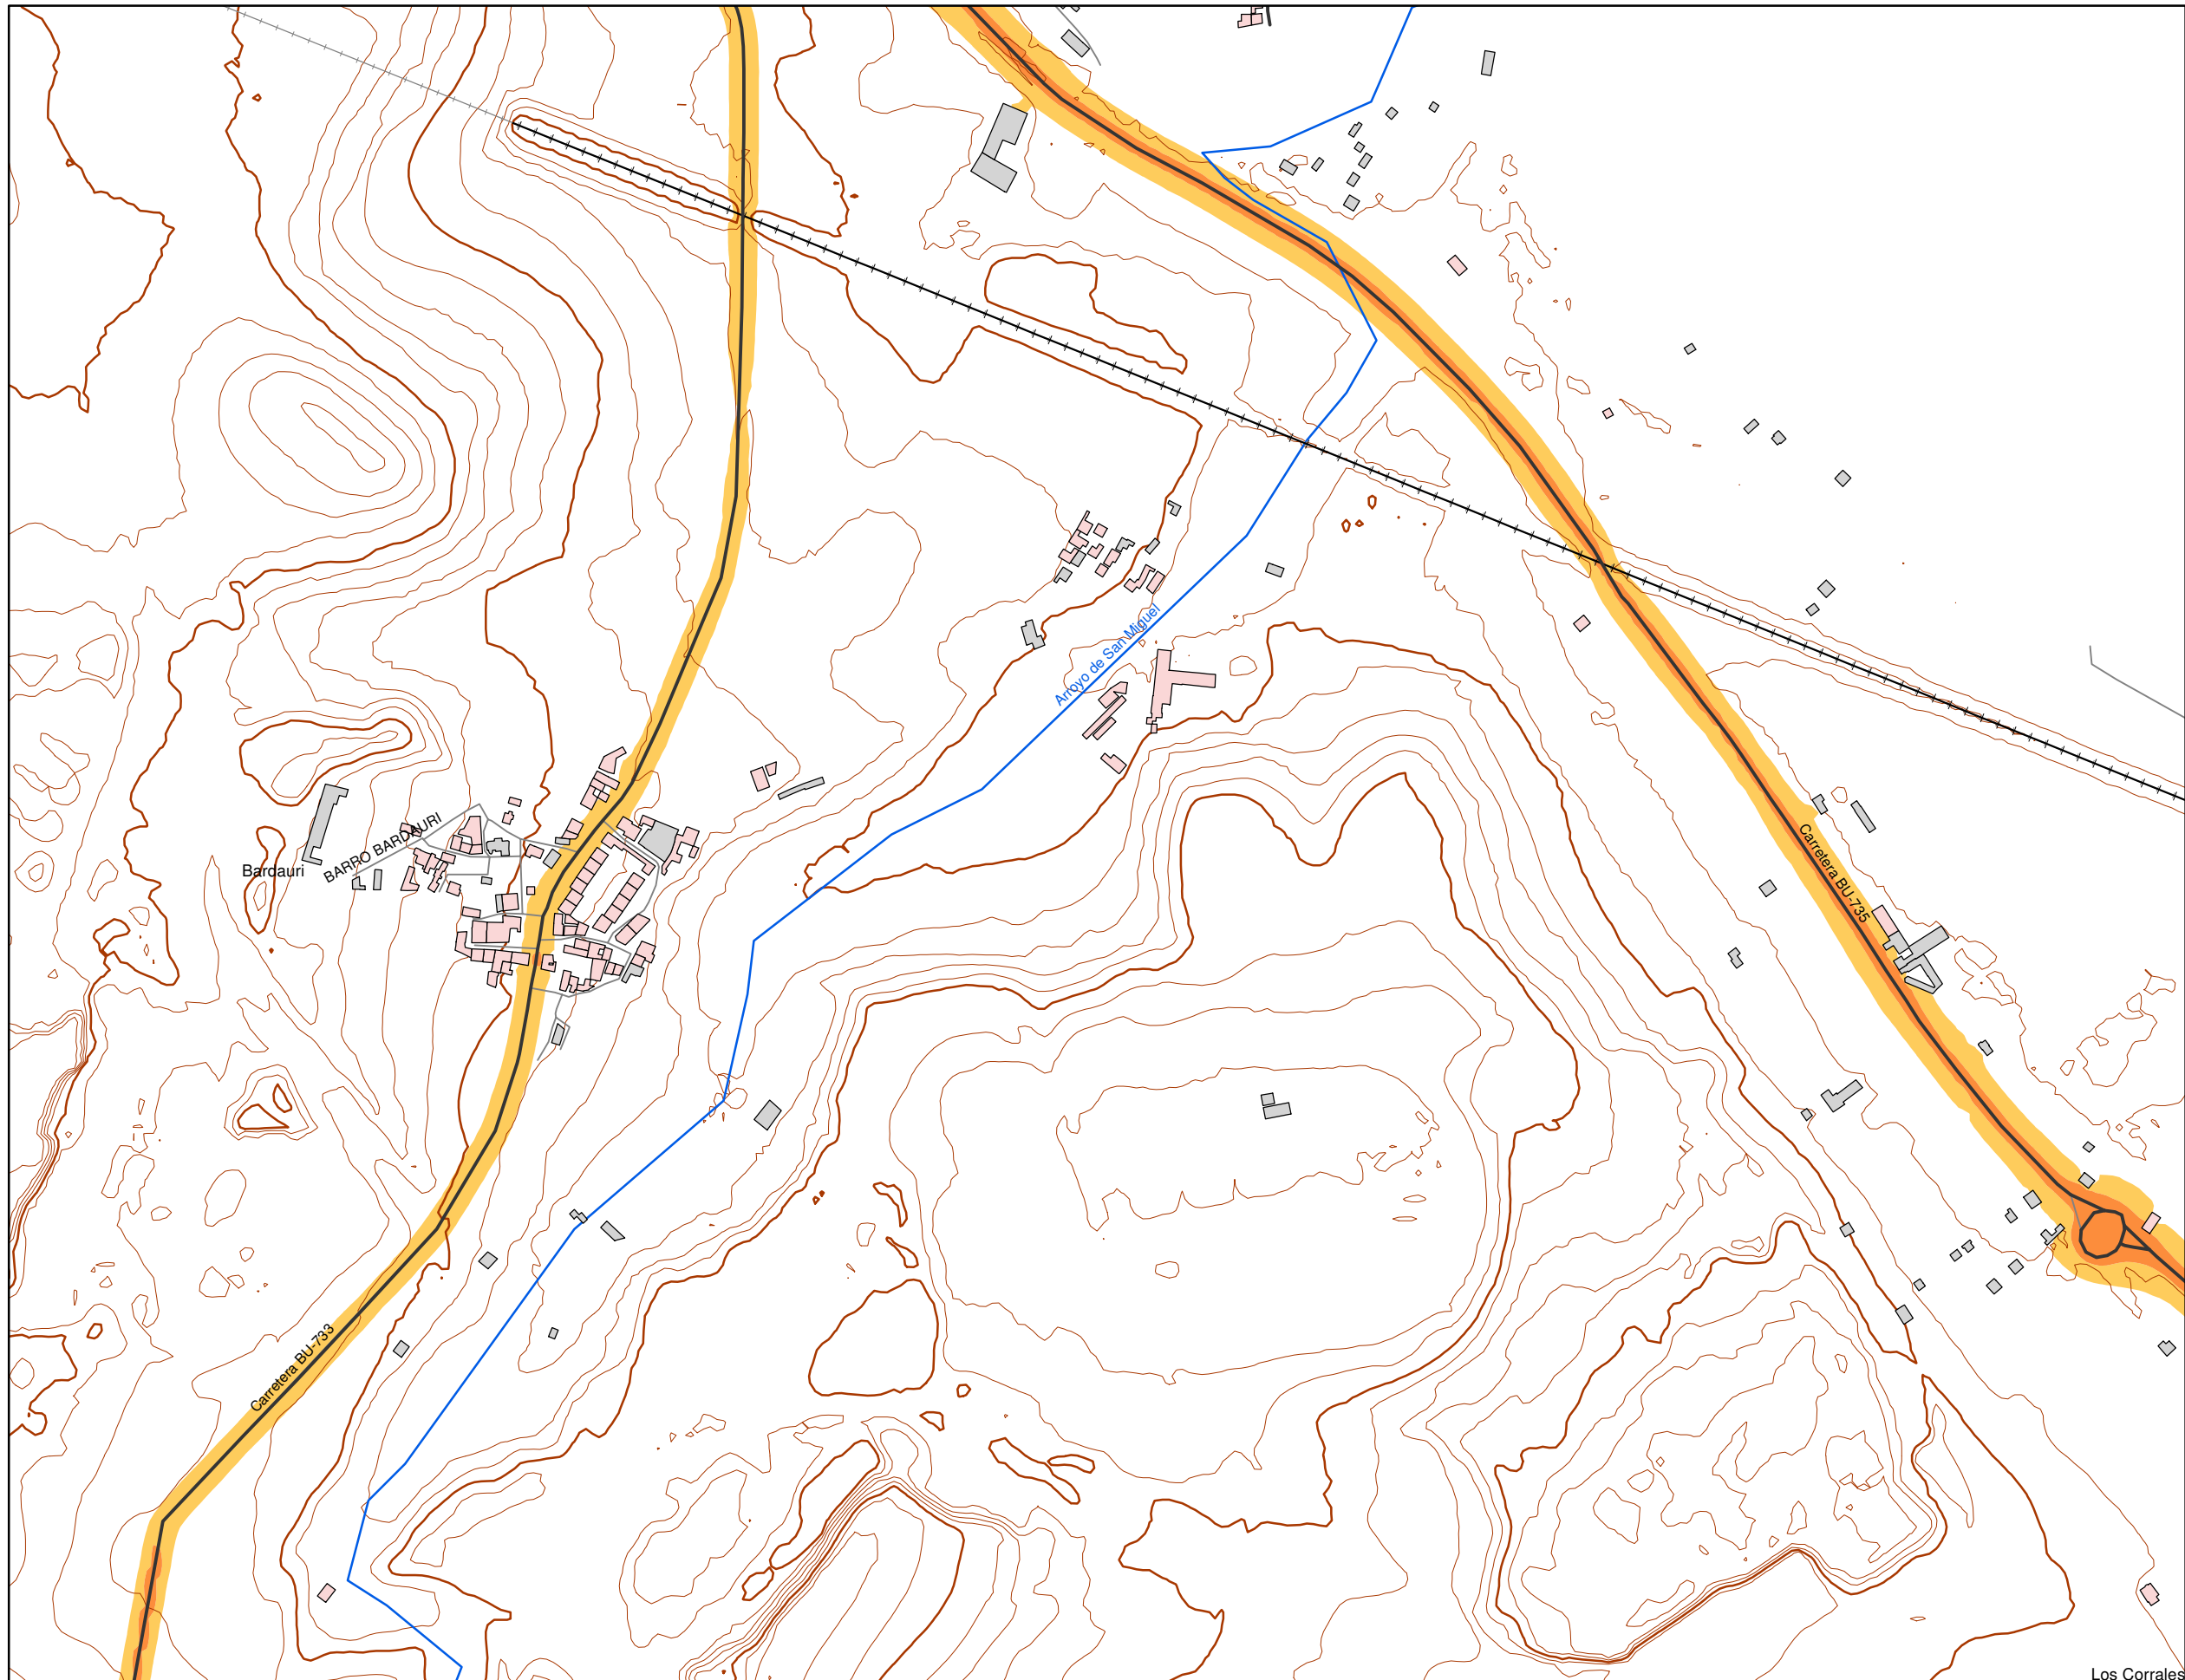 Arroyo de San Miguel
BARRO BARDAURI
Bardauri
Carretera BU-735
Carretera BU-733
Los Corrales